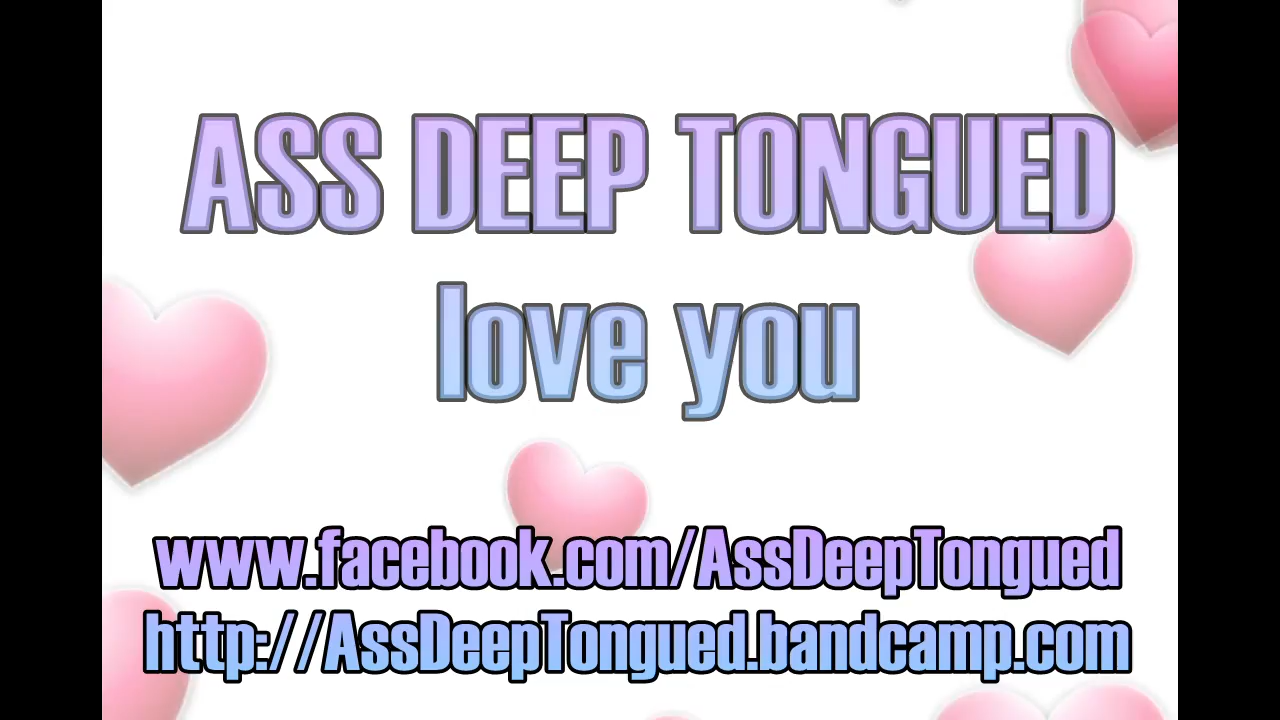 ASS DEEP TONGUED
love you
www.facebook.com/AssDeepTongued
http://AssDeepTongued.bandcamp.com